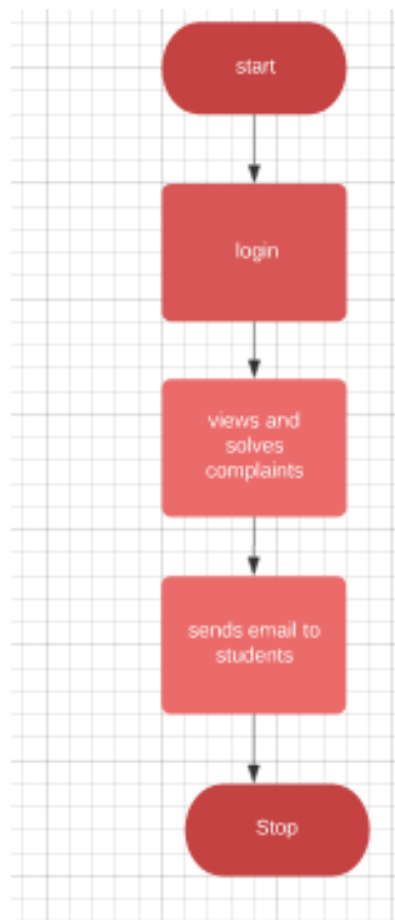 start
login
views and
solves
complaints
sends email to
students
Stop